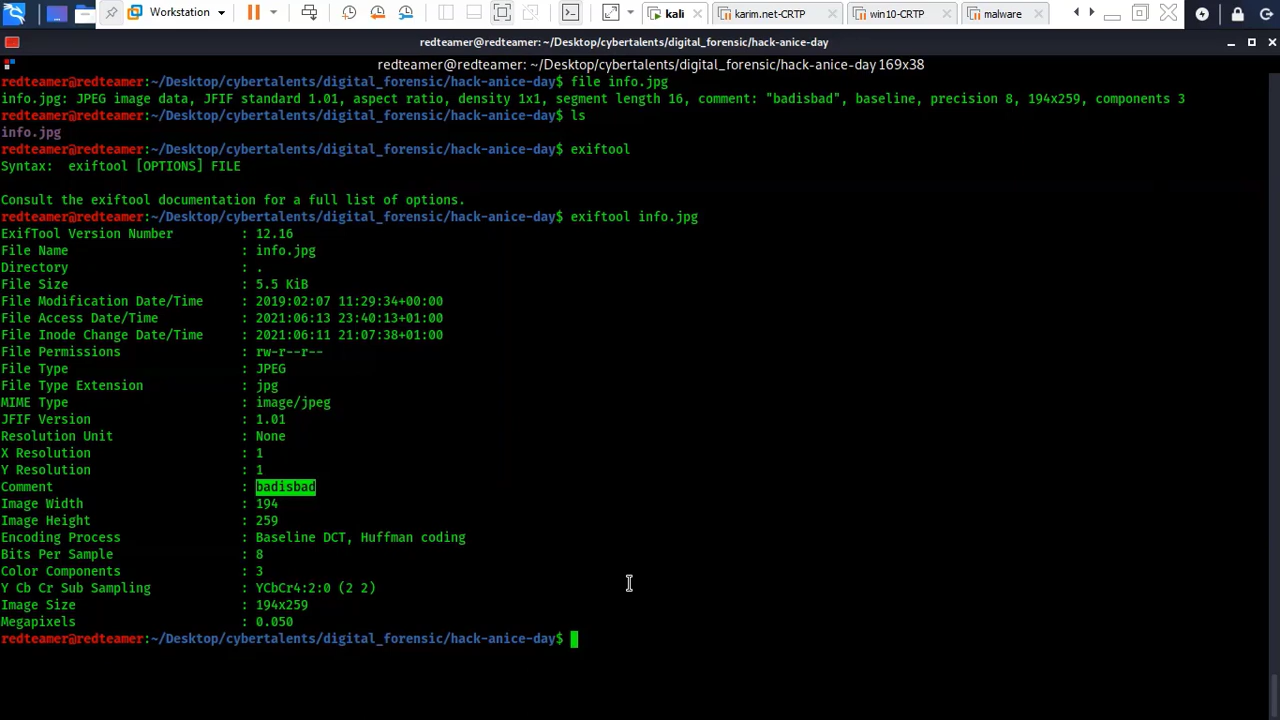 Workstation
kali
karim.net-CRTP
win10-CRTP
malware
redteamer@redteamer: ~/Desktop/cybertalents/digital_forensic/hack-anice-day
redteamer@redteamer: ~/Desktop/cybertalents/digital_forensic/hack-anice-day 169x38
redteamer@redteamer:~/Desktop/cybertalents/digital_forensic/hack-anice-day$ file info.jpg
info.jpg: JPEG image data, JFIF standard 1.01, aspect ratio, density 1x1, segment length 16, comment: "badisbad", baseline, precision 8, 194x259, components 3
redteamer@redteamer:~/Desktop/cybertalents/digital_forensic/hack-anice-day$ ls
info.jpg
redteamer@redteamer:~/Desktop/cybertalents/digital_forensic/hack-anice-day$ exiftool
Syntax:  exiftool [OPTIONS] FILE
Consult the exiftool documentation for a full list of options.
redteamer@redteamer:~/Desktop/cybertalents/digital_forensic/hack-anice-day$ exiftool info.jpg
ExifTool Version Number         : 12.16
File Name                       : info.jpg
Directory                       : .
File Size                       : 5.5 KiB
File Modification Date/Time     : 2019:02:07 11:29:34+00:00
File Access Date/Time           : 2021:06:13 23:40:13+01:00
File Inode Change Date/Time     : 2021:06:11 21:07:38+01:00
File Permissions                : rw-r--r--
File Type                       : JPEG
File Type Extension             : jpg
MIME Type                       : image/jpeg
JFIF Version                    : 1.01
Resolution Unit                 : None
X Resolution                    : 1
Y Resolution                    : 1
Comment                         : badisbad
Image Width                     : 194
Image Height                    : 259
Encoding Process                : Baseline DCT, Huffman coding
Bits Per Sample                 : 8
Color Components                : 3
Y Cb Cr Sub Sampling            : YCbCr4:2:0 (2 2)
Image Size                      : 194x259
Megapixels                      : 0.050
redteamer@redteamer:~/Desktop/cybertalents/digital_forensic/hack-anice-day$